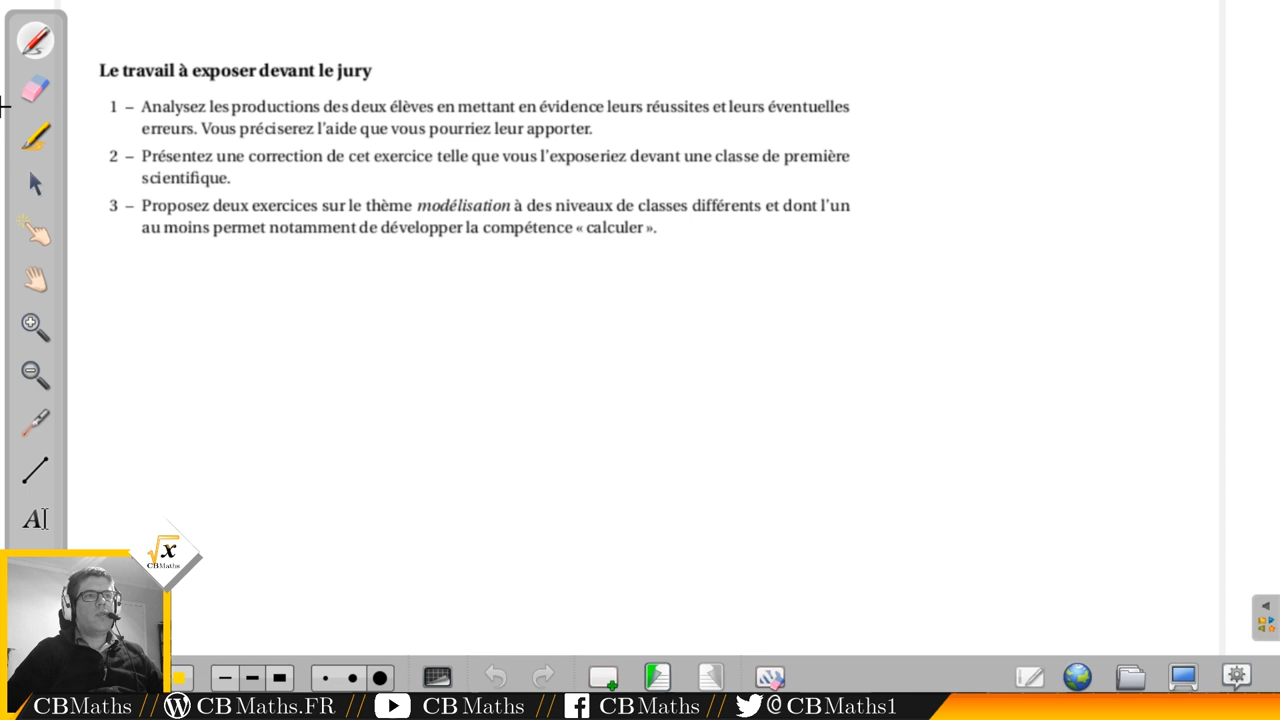 Le travail à exposer devant le jury
1 – Analysez les productions des deux élèves en mettant en évidence leurs réussites et leurs éventuelles
erreurs. Vous préciserez l'aide que vous pourriez leur apporter.
2 – Présentez une correction de cet exercice telle que vous l'exposeriez devant une classe de première
scientifique.
3 – Proposez deux exercices sur le thème modélisation à des niveaux de classes différents et dont l'un
au moins permet notamment de développer la compétence « calculer ».
A
√x
CBMaths
CBMaths // CBMaths.FR // CBMaths // CBMaths // @CBMaths1